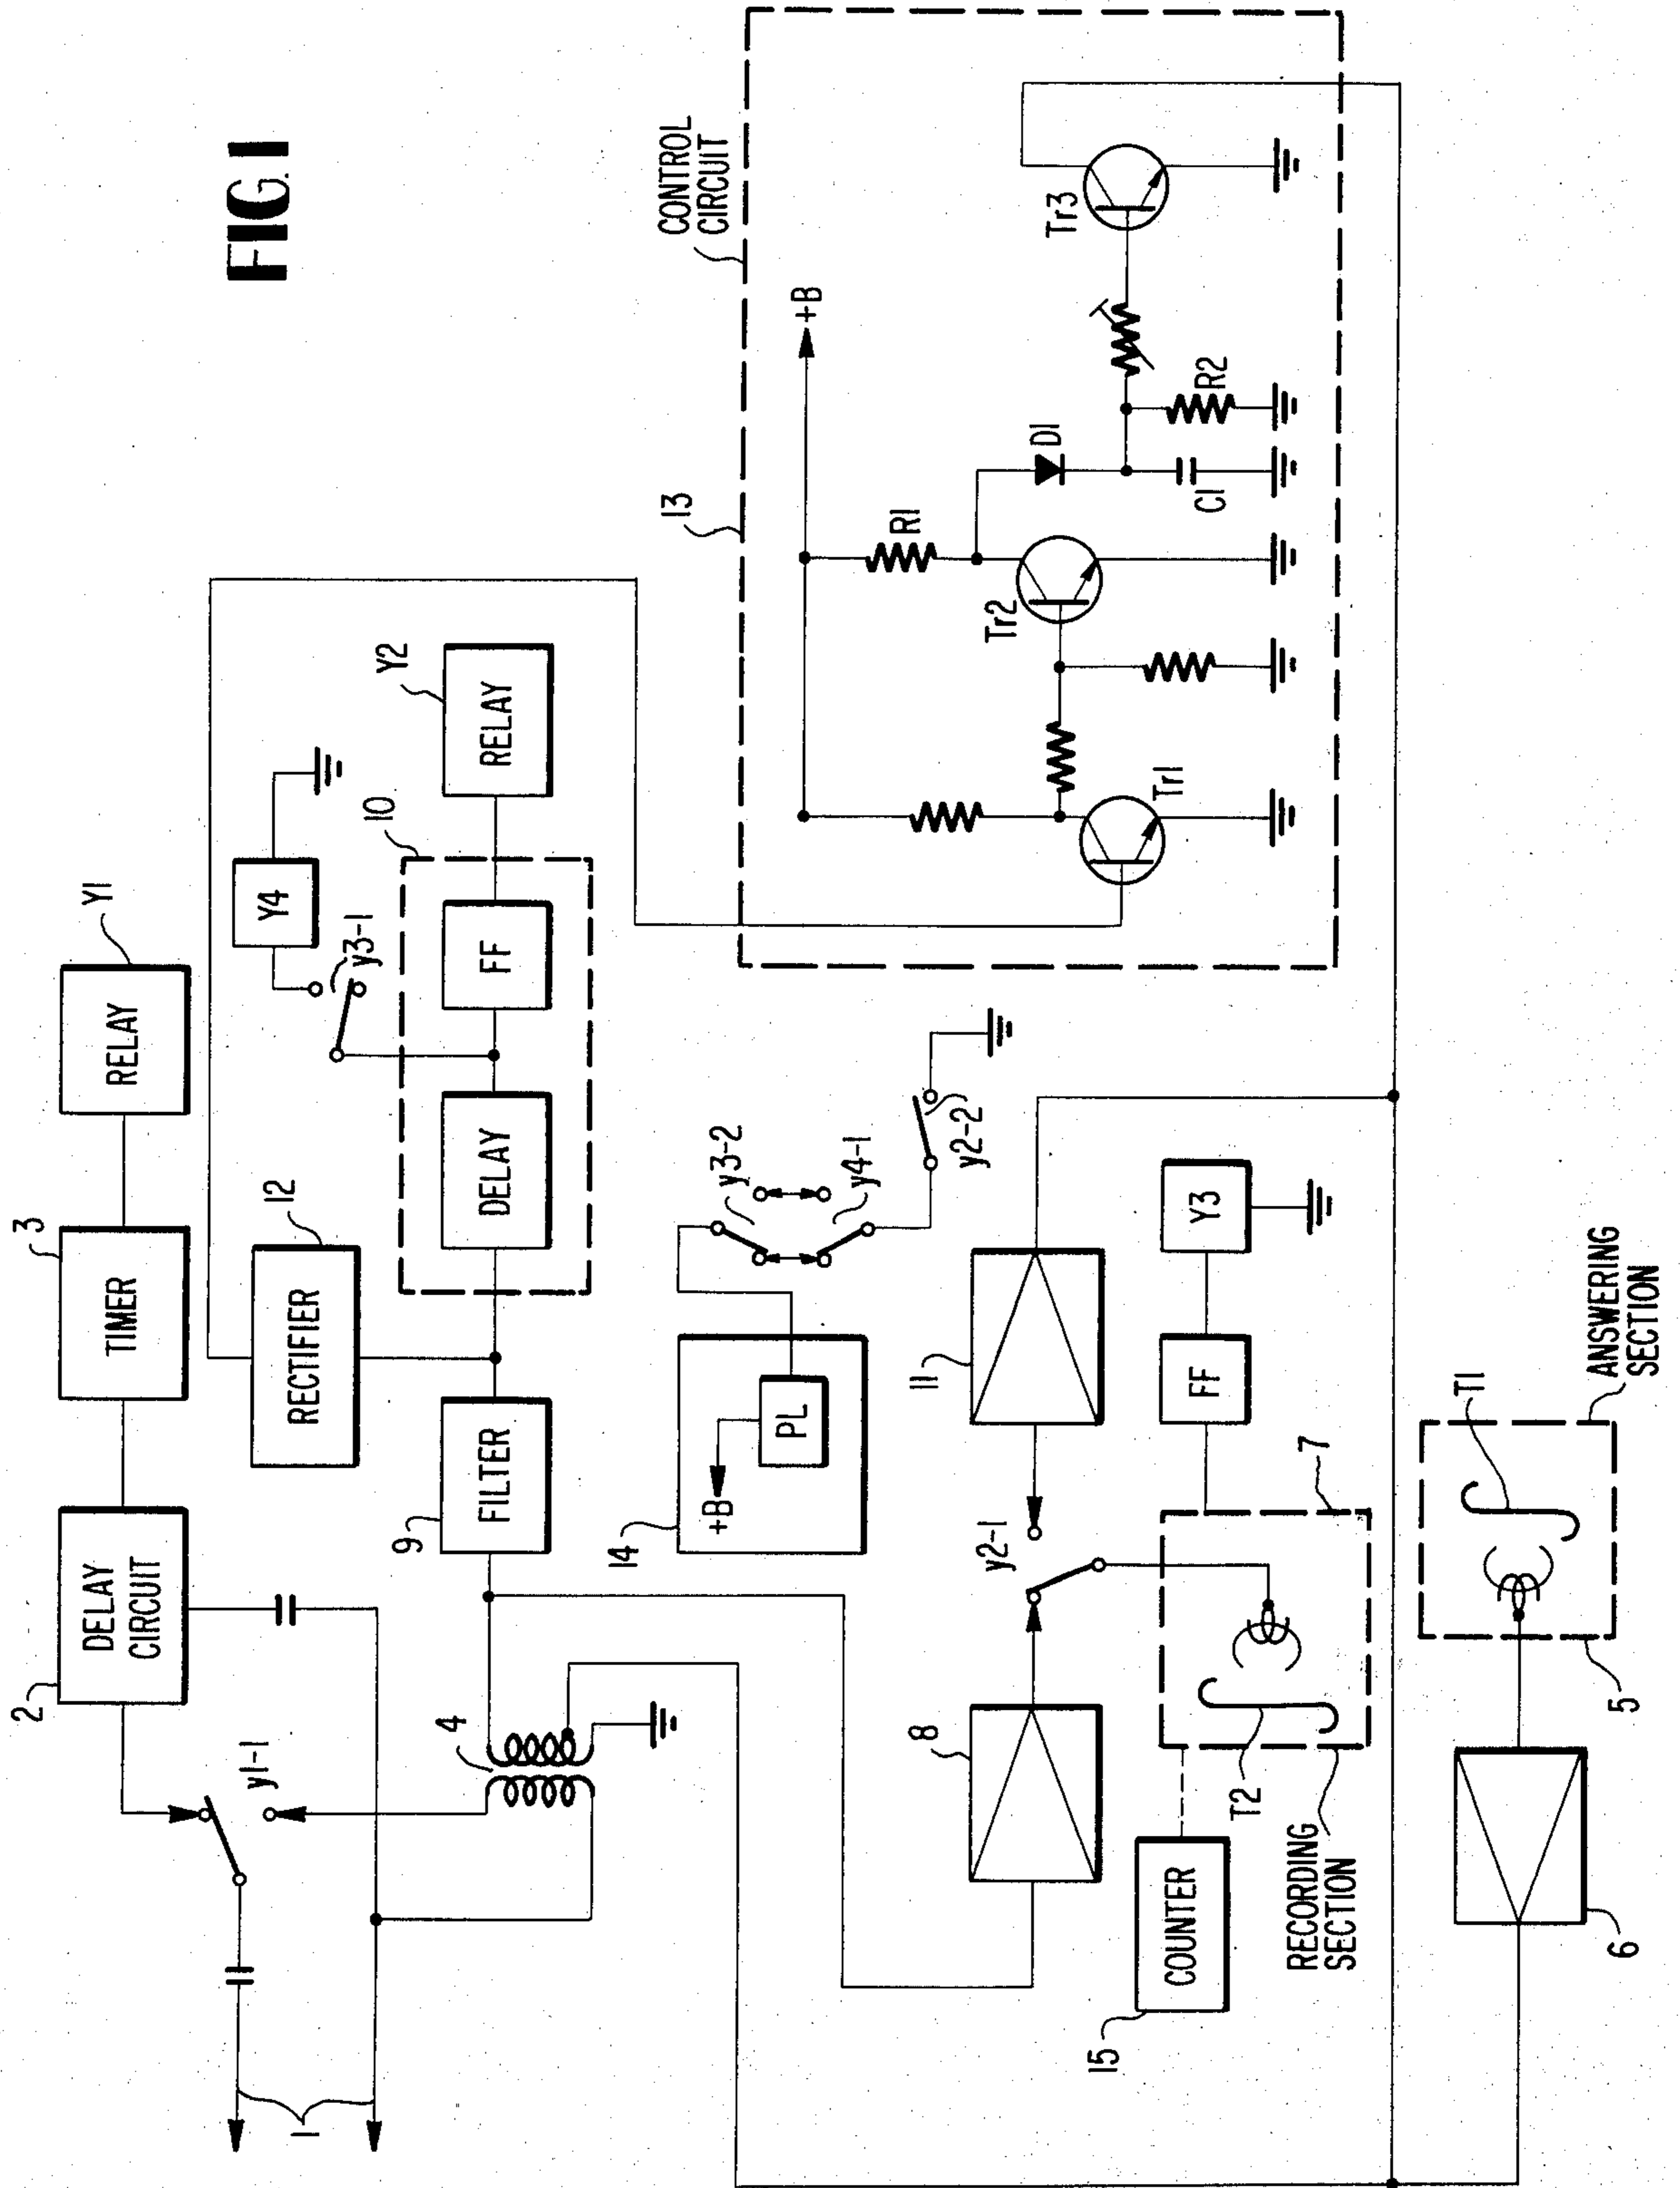 FIG. 1
2
DELAY
CIRCUIT
3
TIMER
RELAY
Y1
1
y1-1
4
12
RECTIFIER
Y4
y3-1
9
FILTER
10
DELAY
FF
RELAY
Y2
14
+B
PL
y3-2
y4-1
y2-2
8
y2-1
11
15
COUNTER
T2
7
RECORDING
SECTION
FF
Y3
6
5
T1
ANSWERING
SECTION
13
CONTROL
CIRCUIT
+B
R1
D1
Tr1
Tr2
C1
R2
Tr3